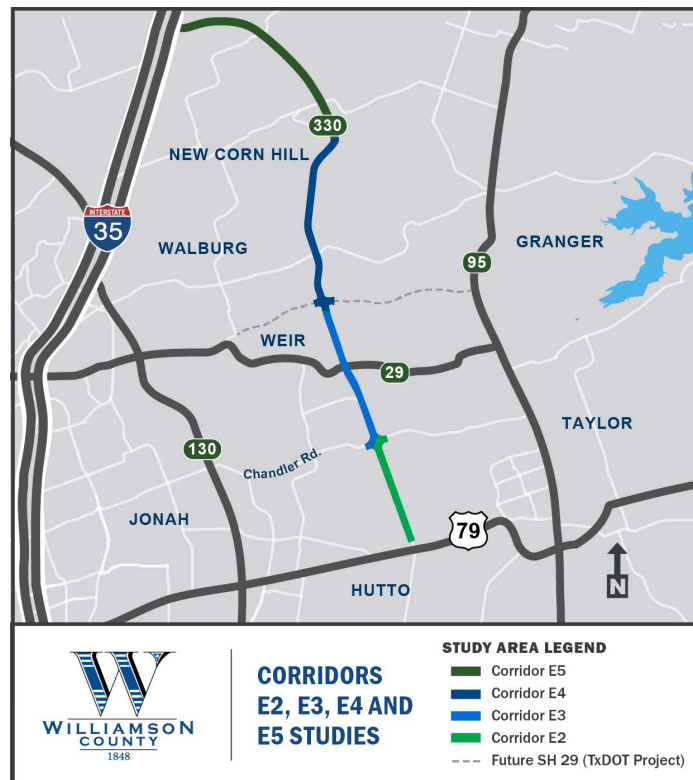 330
NEW CORN HILL
INTERSTATE
35
WALBURG
GRANGER
95
WEIR
29
TAYLOR
130
Chandler Rd.
JONAH
79
HUTTO
N
W
WILLIAMSON
COUNTY
1848
CORRIDORS
E2, E3, E4 AND
E5 STUDIES
STUDY AREA LEGEND
Corridor E5
Corridor E4
Corridor E3
Corridor E2
Future SH 29 (TxDOT Project)